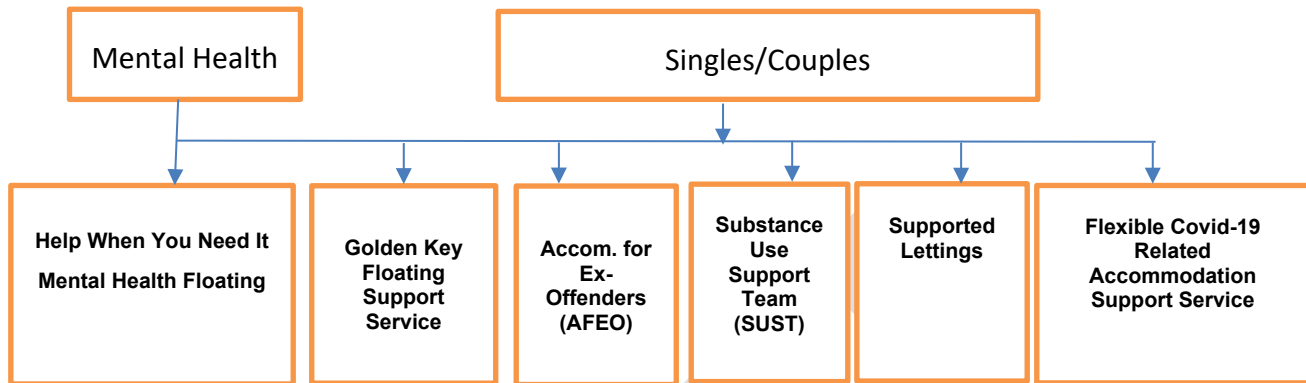 Mental Health
Singles/Couples
Help When You Need It
Mental Health Floating
Golden Key
Floating
Support
Service
Accom. for
Ex-
Offenders
(AFEO)
Substance
Use
Support
Team
(SUST)
Supported
Lettings
Flexible Covid-19
Related
Accommodation
Support Service